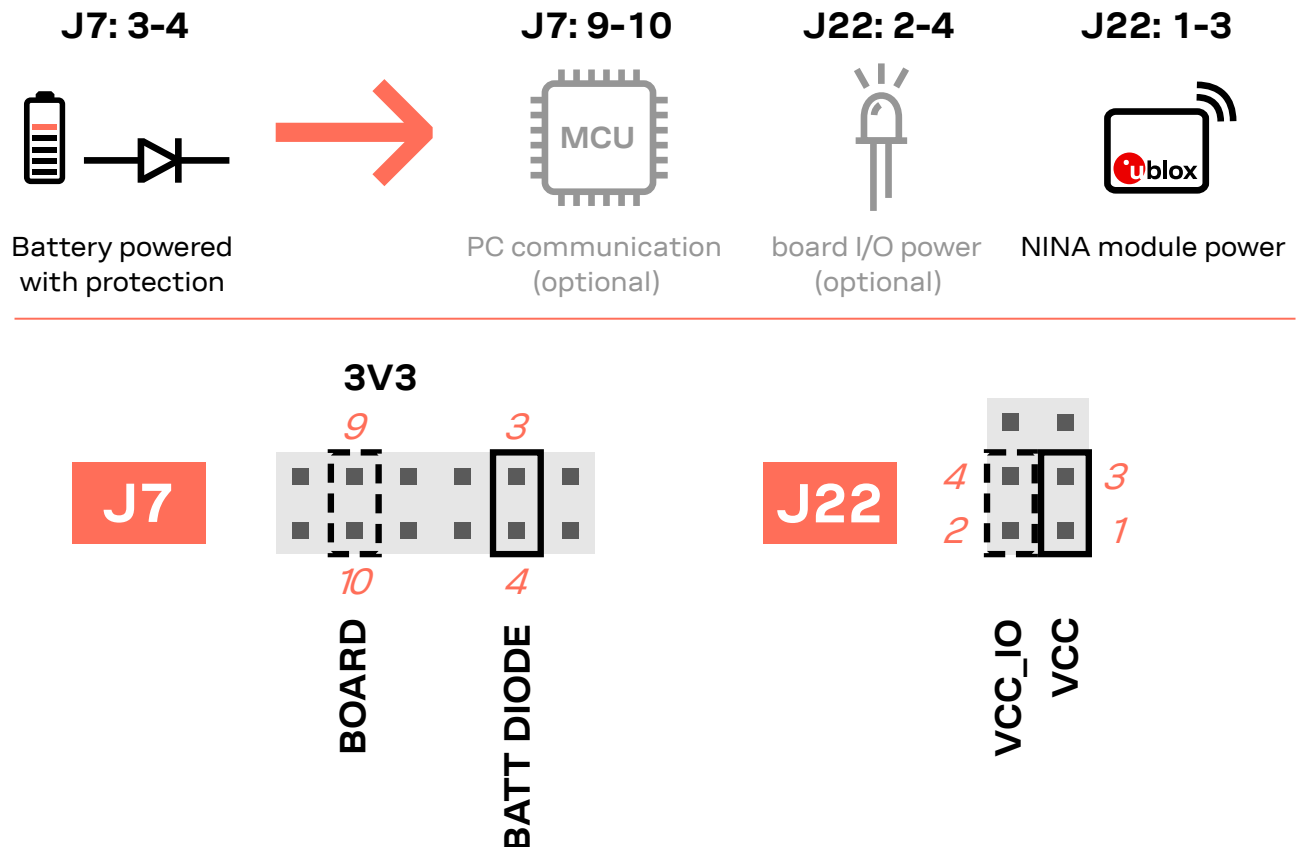 J7: 3-4
J7: 9-10
J22: 2-4
J22: 1-3
MCU
ublox
Battery powered
with protection
PC communication
(optional)
board I/O power
(optional)
NINA module power
3V3
9
3
J7
10
4
BOARD
BATT DIODE
J22
4
3
2
1
VCC_IO
VCC